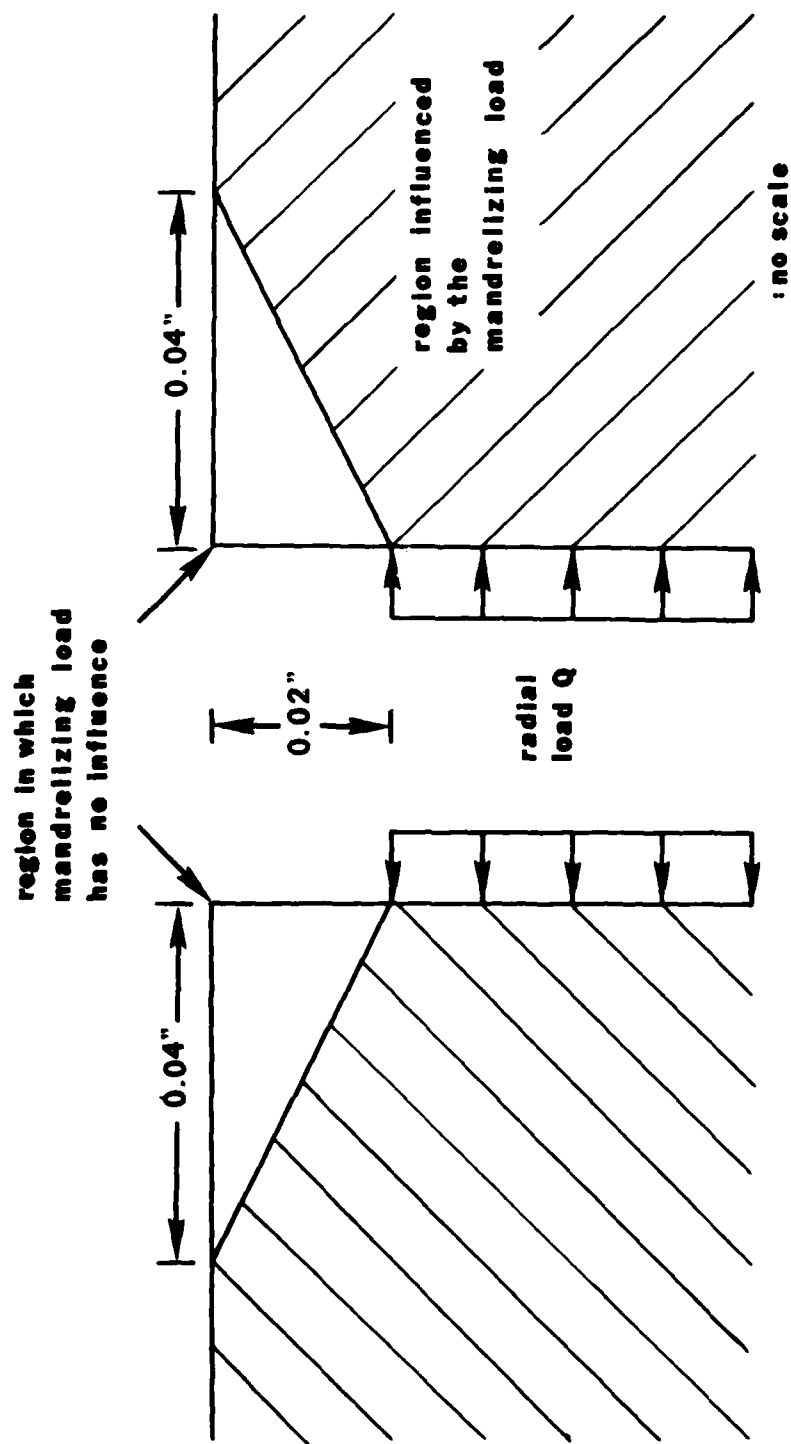 region in which
mandrelizing load
has no influence
0.04"
0.04"
0.02"
radial
load Q
region influenced
by the
mandrelizing load
:no scale